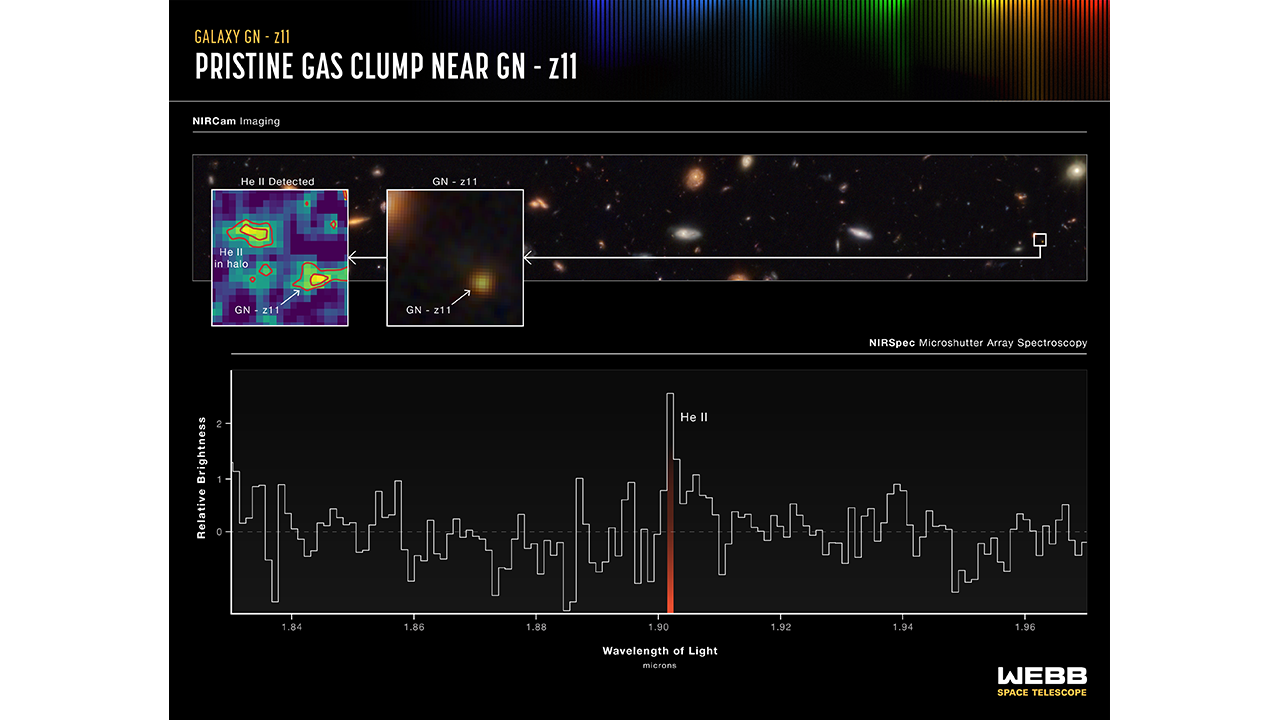 GALAXY GN - z11
PRISTINE GAS CLUMP NEAR GN - z11
NIRCam Imaging
He II Detected
GN - z11
He II
in halo
GN - z11
GN - z11
NIRSpec Microshutter Array Spectroscopy
Relative Brightness
2
1
0
He II
1.84
1.86
1.88
1.90
1.92
1.94
1.96
Wavelength of Light
microns
WEBB
SPACE TELESCOPE